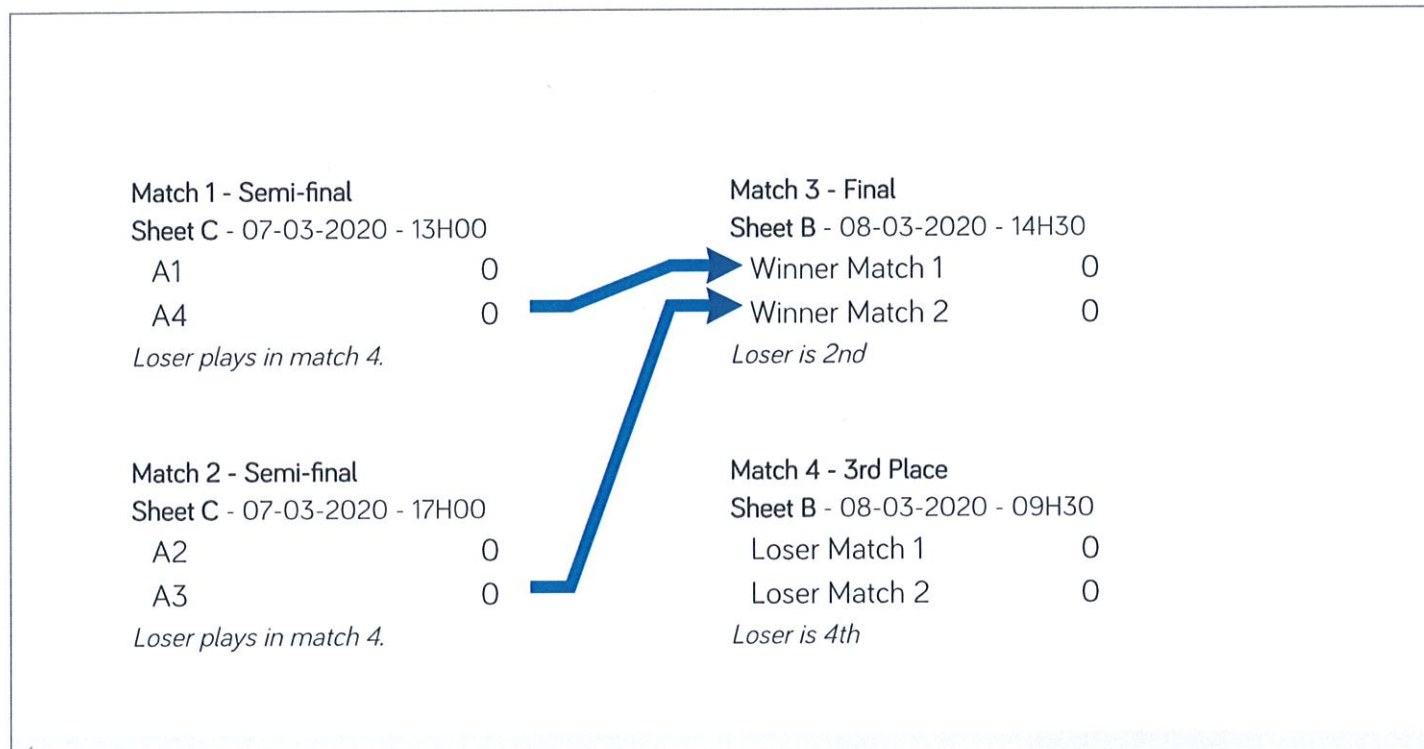 Match 1 - Semi-final
Sheet C - 07-03-2020 - 13H00
A1 0
A4 0
Loser plays in match 4.
Match 2 - Semi-final
Sheet C - 07-03-2020 - 17H00
A2 0
A3 0
Loser plays in match 4.
Match 3 - Final
Sheet B - 08-03-2020 - 14H30
Winner Match 1 0
Winner Match 2 0
Loser is 2nd
Match 4 - 3rd Place
Sheet B - 08-03-2020 - 09H30
Loser Match 1 0
Loser Match 2 0
Loser is 4th